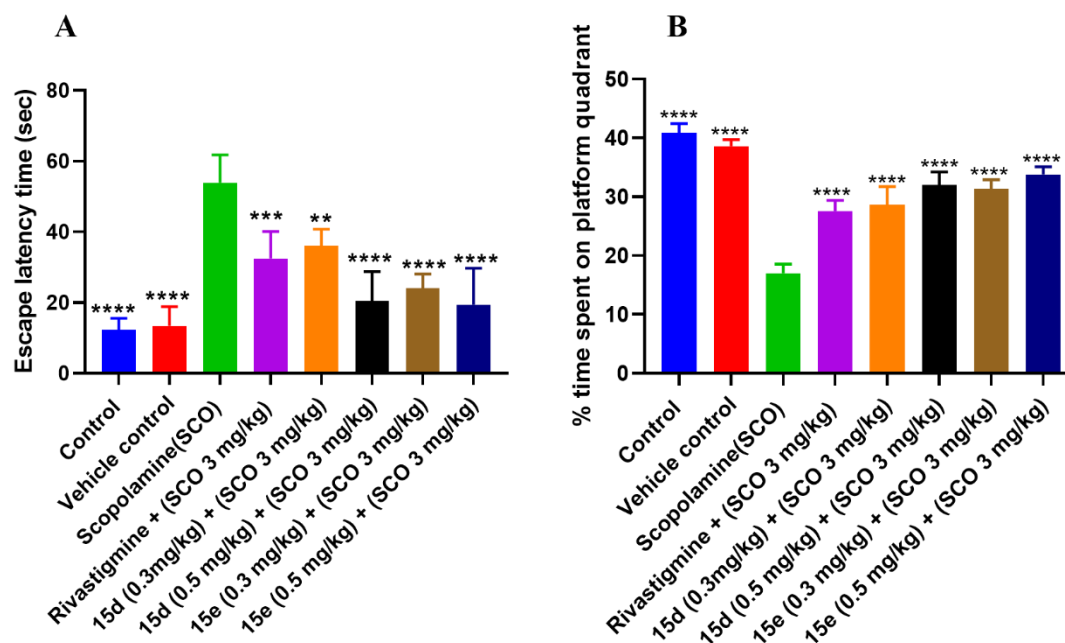 A
Escape latency time (sec)
80
60
40
20
0
****
****
***
**
****
****
****
Control
Vehicle control
Scopolamine(SCO)
Rivastigmine + (SCO 3 mg/kg)
15d (0.3mg/kg) + (SCO 3 mg/kg)
15d (0.5 mg/kg) + (SCO 3 mg/kg)
15e (0.3 mg/kg) + (SCO 3 mg/kg)
15e (0.5 mg/kg) + (SCO 3 mg/kg)
B
% time spent on platform quadrant
50
40
30
20
10
0
****
****
****
****
****
****
****
Control
Vehicle control
Scopolamine(SCO)
Rivastigmine + (SCO 3 mg/kg)
15d (0.3mg/kg) + (SCO 3 mg/kg)
15d (0.5 mg/kg) + (SCO 3 mg/kg)
15e (0.3 mg/kg) + (SCO 3 mg/kg)
15e (0.5 mg/kg) + (SCO 3 mg/kg)